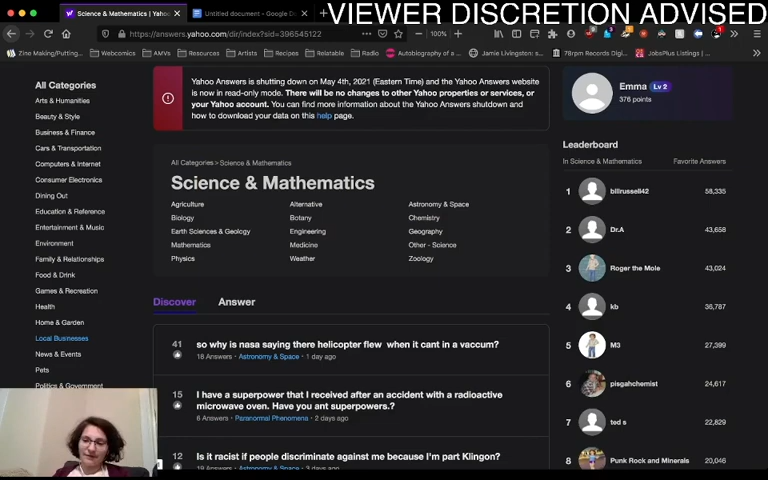 VIEWER DISCRETION ADVISED
Science & Mathematics | Yahoo
Untitled document - Google Do
https://answers.yahoo.com/dir/index?sid=396545122
100%
Zine Making/Putting...
Webcomics
AMVs
Resources
Artists
Recipes
Relatable
Radio
Autobiography of a...
Jamie Livingston: s...
78rpm Records Digi...
JobsPlus Listings |...
All Categories
Arts & Humanities
Beauty & Style
Business & Finance
Cars & Transportation
Computers & Internet
Consumer Electronics
Dining Out
Education & Reference
Entertainment & Music
Environment
Family & Relationships
Food & Drink
Games & Recreation
Health
Home & Garden
Local Businesses
News & Events
Pets
Politics & Government
Yahoo Answers is shutting down on May 4th, 2021 (Eastern Time) and the Yahoo Answers website
is now in read-only mode. There will be no changes to other Yahoo properties or services, or
your Yahoo account. You can find more information about the Yahoo Answers shutdown and
how to download your data on this help page.
All Categories > Science & Mathematics
Science & Mathematics
Agriculture
Alternative
Astronomy & Space
Biology
Botany
Chemistry
Earth Sciences & Geology
Engineering
Geography
Mathematics
Medicine
Other - Science
Physics
Weather
Zoology
Discover
Answer
41
so why is nasa saying there helicopter flew when it cant in a vaccum?
18 Answers · Astronomy & Space · 1 day ago
15
I have a superpower that I received after an accident with a radioactive
microwave oven. Have you ant superpowers.?
6 Answers · Paranormal Phenomena · 2 days ago
12
Is it racist if people discriminate against me because I'm part Klingon?
19 Answers · Astronomy & Space · 3 days ago
Emma Lv 2
376 points
Leaderboard
In Science & Mathematics
Favorite Answers
1 billrussell42 58,335
2 Dr.A 43,658
3 Roger the Mole 43,024
4 kb 36,787
5 M3 27,399
6 pisgahchemist 24,617
7 ted s 22,829
8 Punk Rock and Minerals 20,046